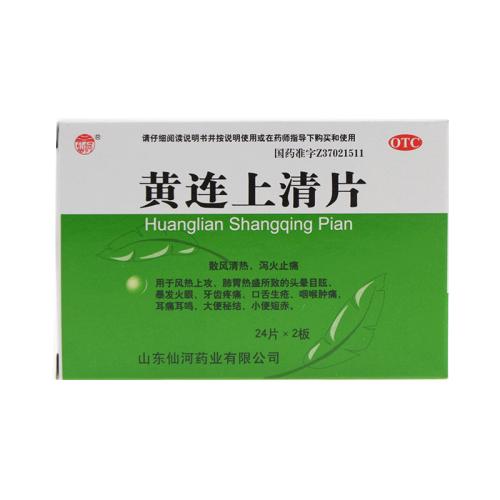 仙河®
请仔细阅读说明书并按说明使用或在药师指导下购买和使用
OTC
国药准字Z37021511
黄连上清片
Huanglian Shangqing Pian
散风清热、泻火止痛
用于风热上攻、肺胃热盛所致的头晕目眩、
暴发火眼、牙齿疼痛、口舌生疮、咽喉肿痛、
耳痛耳鸣、大便秘结、小便短赤。
24片×2板
山东仙河药业有限公司